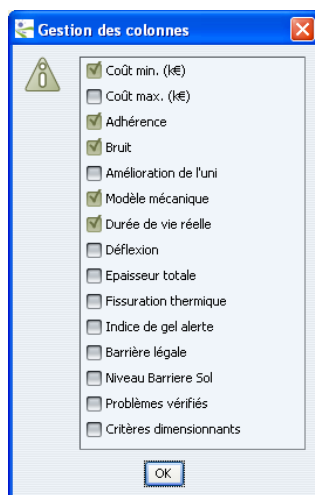 Gestion des colonnes
Coût min. (k€)
Coût max. (k€)
Adhérence
Bruit
Amélioration de l'uni
Modèle mécanique
Durée de vie réelle
Déflexion
Epaisseur totale
Fissuration thermique
Indice de gel alerte
Barrière légale
Niveau Barriere Sol
Problèmes vérifiés
Critères dimensionnants
OK